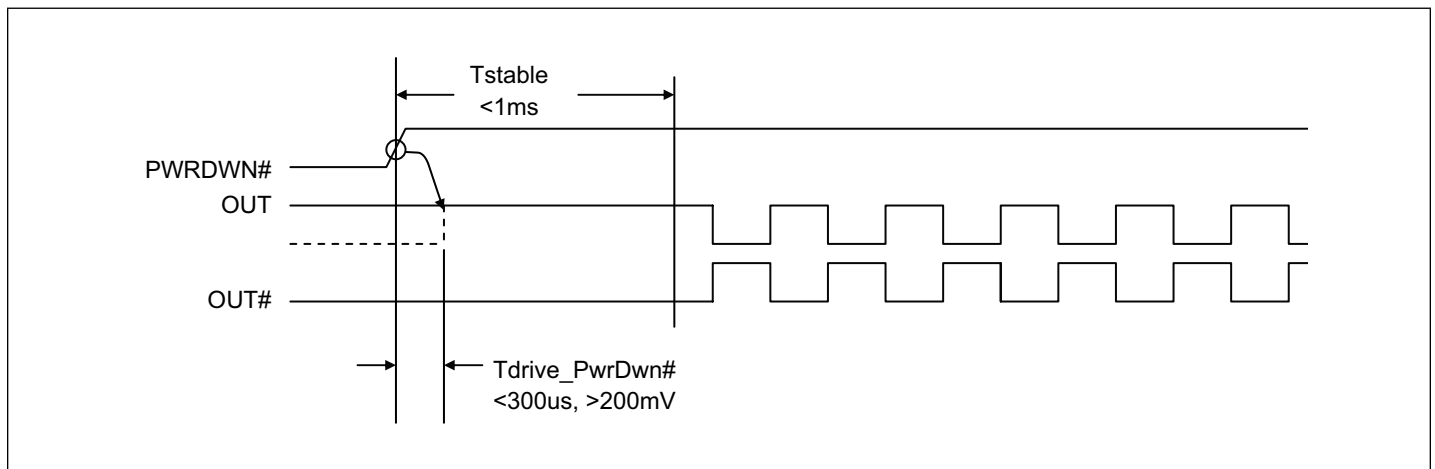 Tstable
<1ms
PWRDWN#
OUT
OUT#
Tdrive_PwrDwn#
<300us, >200mV